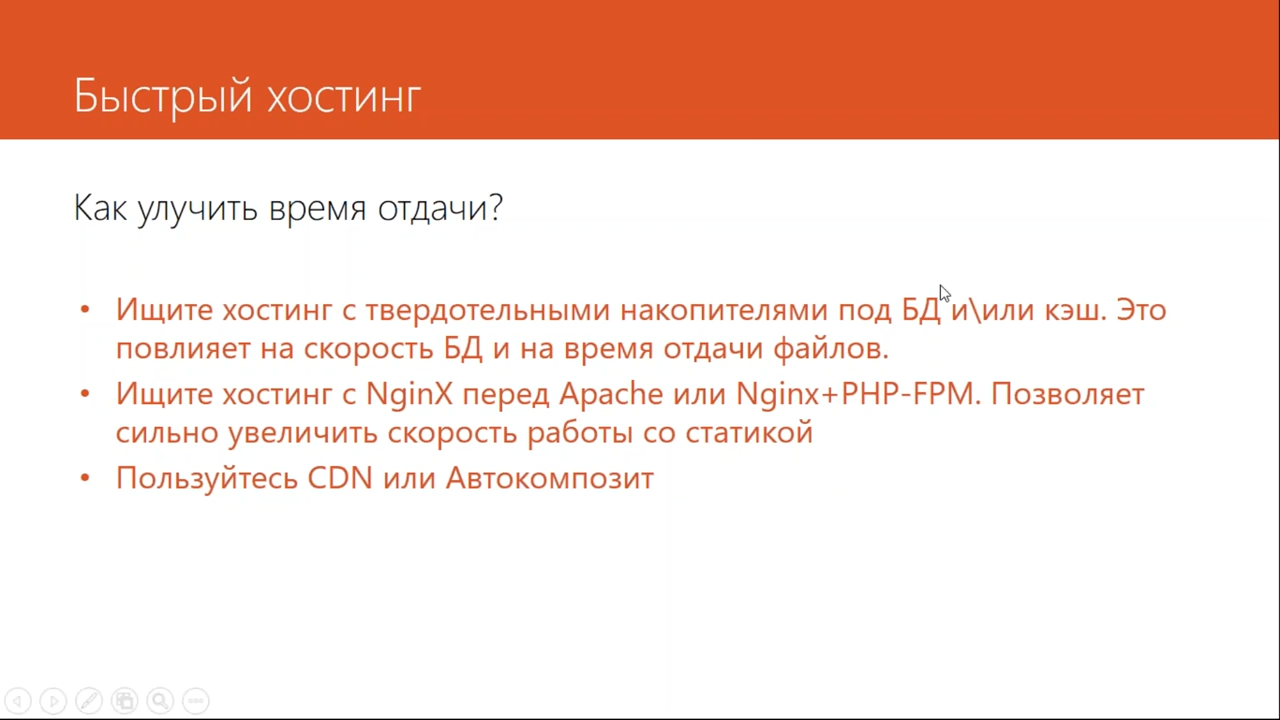 Быстрый хостинг
Как улучить время отдачи?
• Ищите хостинг с твердотельными накопителями под БД и\или кэш. Это
повлияет на скорость БД и на время отдачи файлов.
• Ищите хостинг с NginX перед Apache или Nginx+PHP-FPM. Позволяет
сильно увеличить скорость работы со статикой
• Пользуйтесь CDN или Автокомпозит